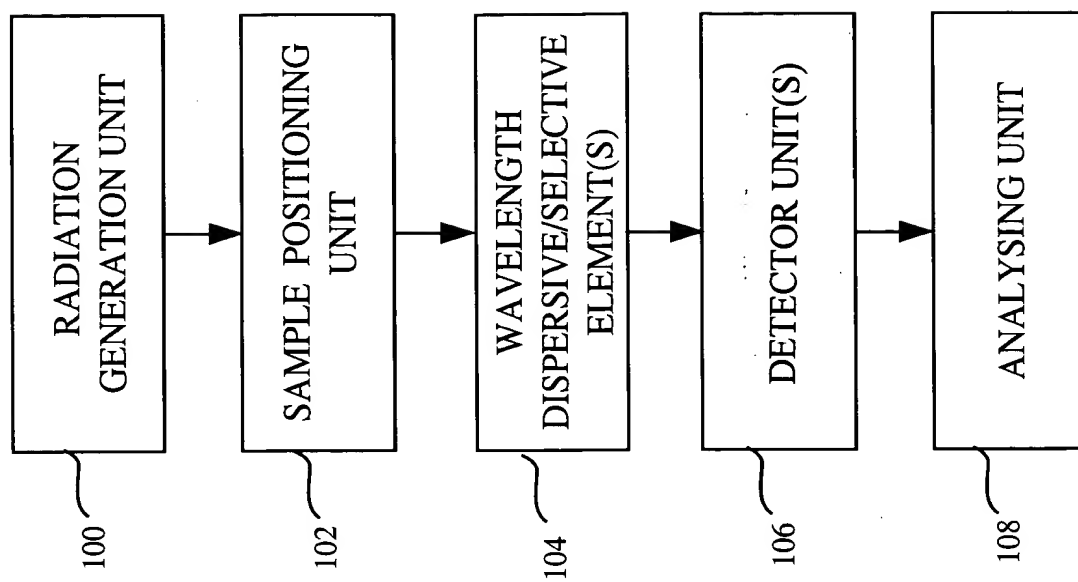 RADIATION
GENERATION UNIT
100
SAMPLE POSITIONING
UNIT
102
WAVELENGTH
DISPERSIVE/SELECTIVE
ELEMENT(S)
104
DETECTOR UNIT(S)
106
ANALYSING UNIT
108